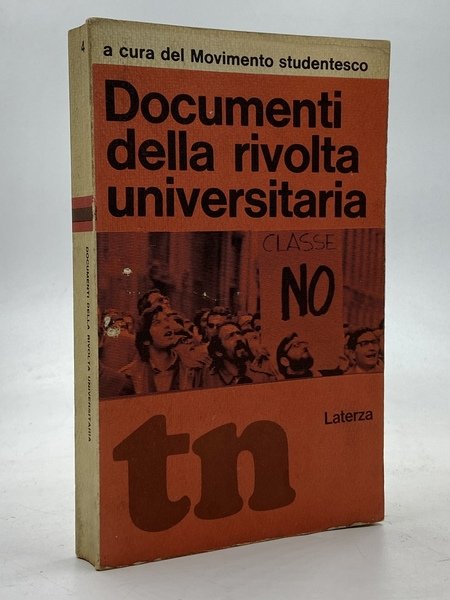 a cura del Movimento studentesco
Documenti
della rivolta
universitaria
CLASSE
NO
Laterza
tn
4
DOCUMENTI DELLA RIVOLTA UNIVERSITARIA